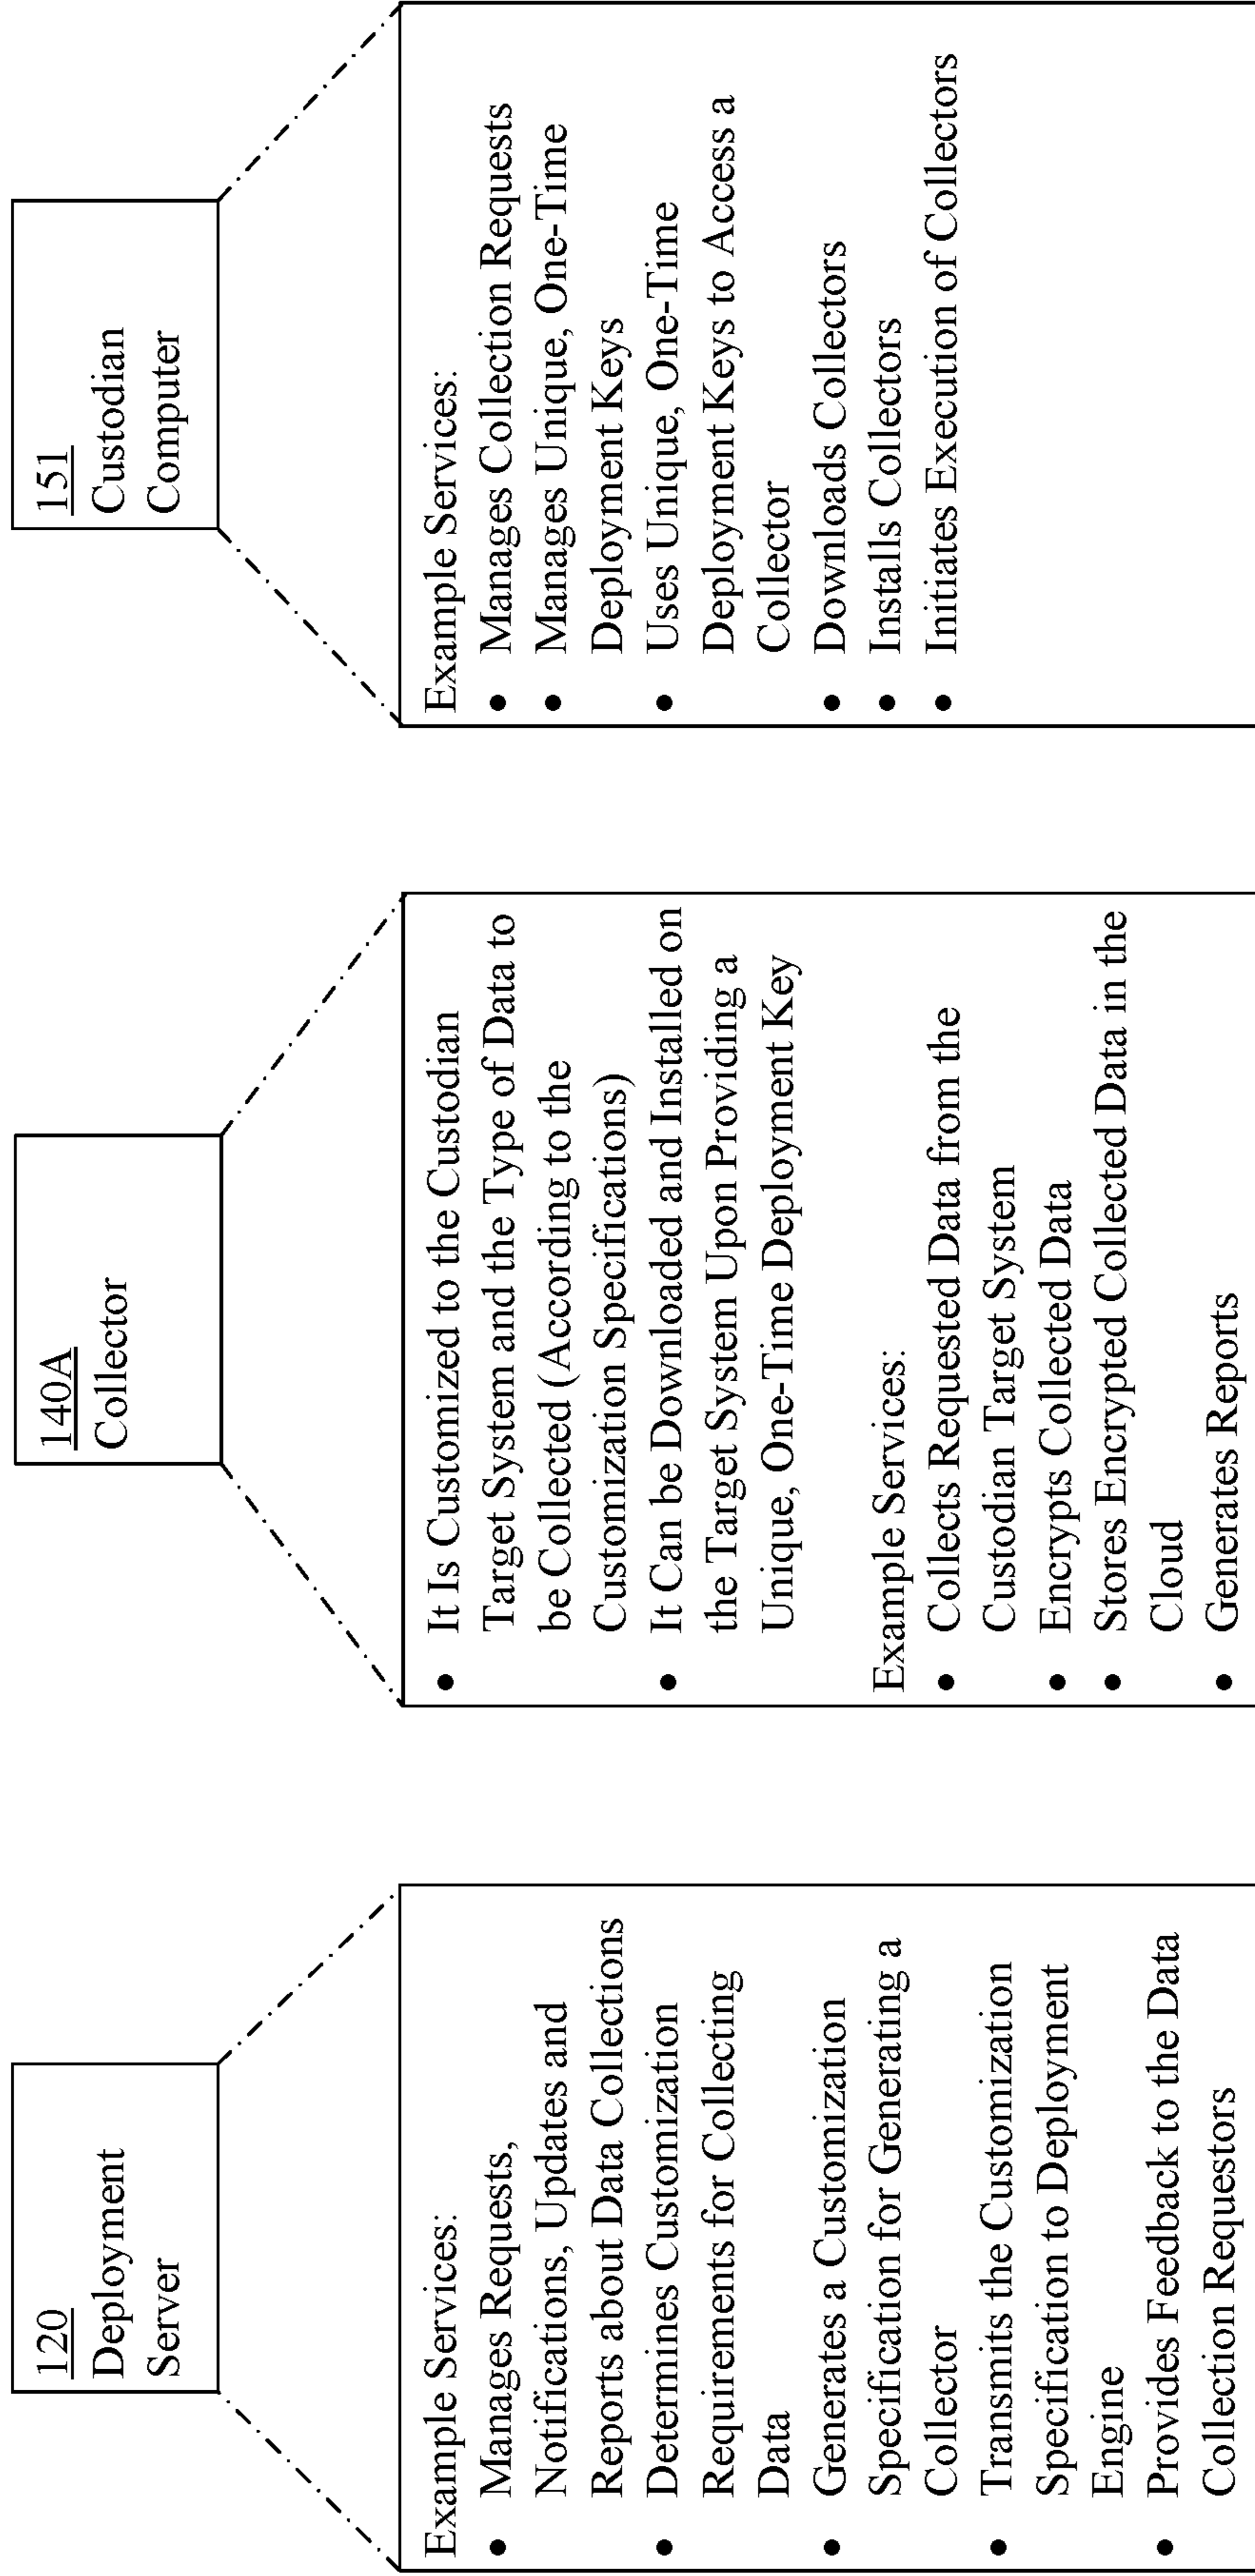 120
Deployment
Server
Example Services:
• Manages Requests,
Notifications, Updates and
Reports about Data Collections
• Determines Customization
Requirements for Collecting
Data
• Generates a Customization
Specification for Generating a
Collector
• Transmits the Customization
Specification to Deployment
Engine
• Provides Feedback to the Data
Collection Requestors
140A
Collector
• It Is Customized to the Custodian
Target System and the Type of Data to
be Collected (According to the
Customization Specifications)
• It Can be Downloaded and Installed on
the Target System Upon Providing a
Unique, One-Time Deployment Key
Example Services:
• Collects Requested Data from the
Custodian Target System
• Encrypts Collected Data
• Stores Encrypted Collected Data in the
Cloud
• Generates Reports
151
Custodian
Computer
Example Services:
• Manages Collection Requests
• Manages Unique, One-Time
Deployment Keys
• Uses Unique, One-Time
Deployment Keys to Access a
Collector
• Downloads Collectors
• Installs Collectors
• Initiates Execution of Collectors